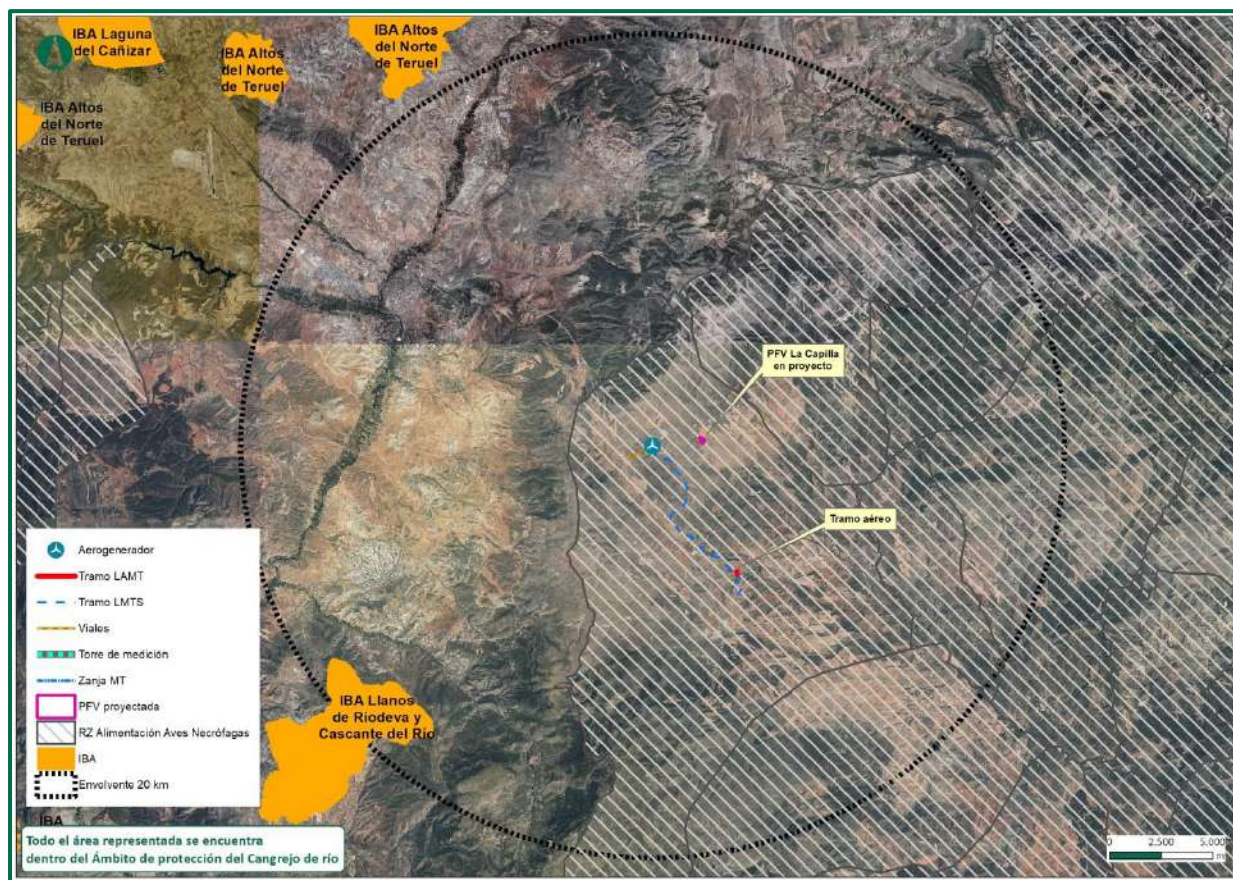 IBA Laguna
del Cañizar
IBA Altos
del Norte
de Teruel
IBA Altos
del Norte
de Teruel
IBA Altos
del Norte
de Teruel
PFV La Capilla
en proyecto
Tramo aéreo
IBA Llanos
de Riodeva y
Cascante del Río
IBA
Aerogenerador
Tramo LAMT
Tramo LMTS
Viales
Torre de medición
Zanja MT
PFV proyectada
RZ Alimentación Aves Necrófagas
IBA
Envolvente 20 km
Todo el área representada se encuentra
dentro del Ámbito de protección del Cangrejo de río
0 2.500 5.000
m